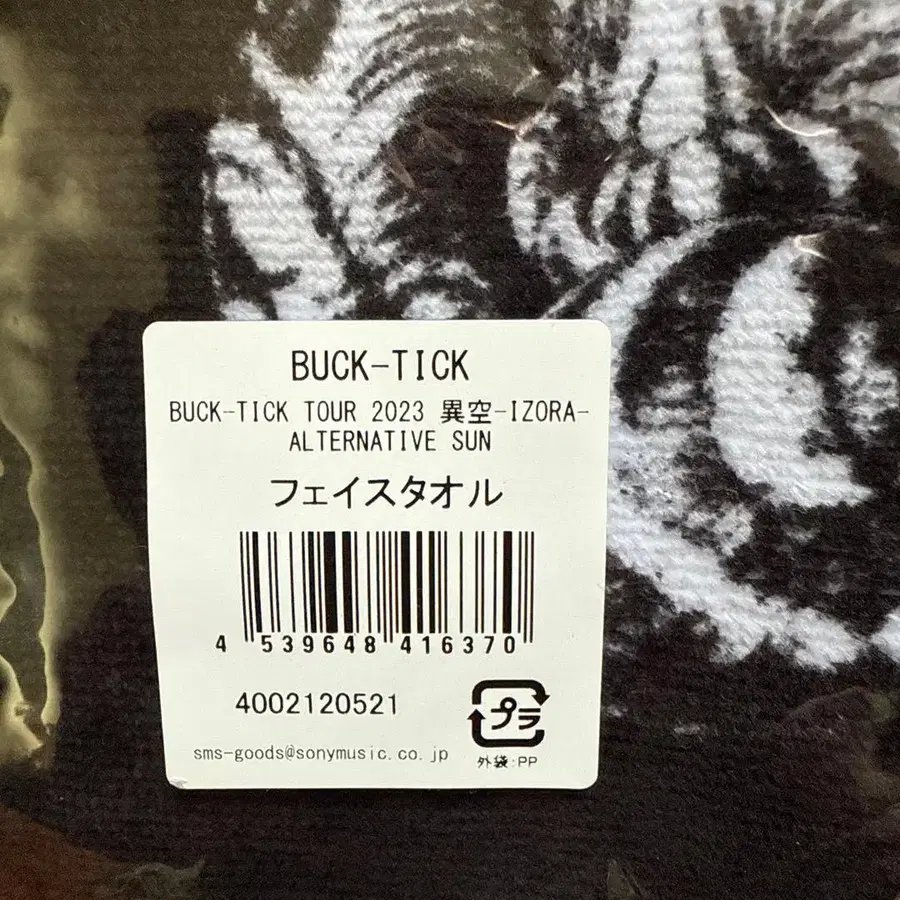 BUCK-TICK
BUCK-TICK TOUR 2023 異空-IZORA-
ALTERNATIVE SUN
フェイスタオル
4 539648 416370
4002120521
プラ
sms-goods@sonymusic.co.jp
外袋:PP